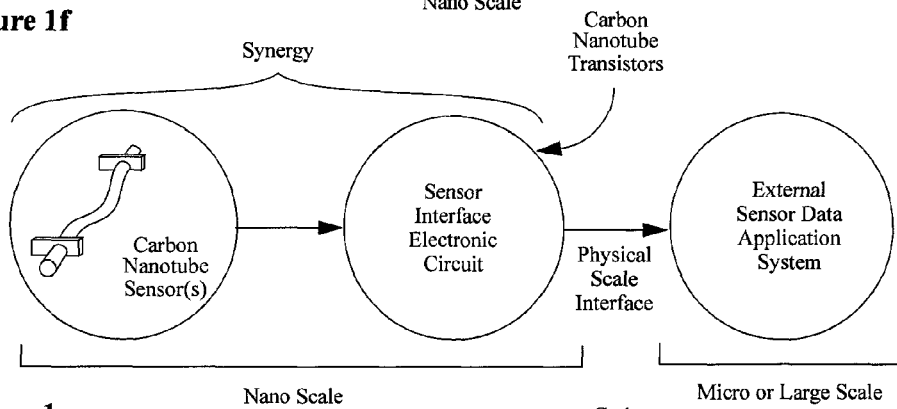 Nano Scale
ure 1f
Carbon
Nanotube
Transistors
Synergy
Carbon
Nanotube
Sensor(s)
Sensor
Interface
Electronic
Circuit
Physical
Scale
Interface
External
Sensor Data
Application
System
Nano Scale
Micro or Large Scale